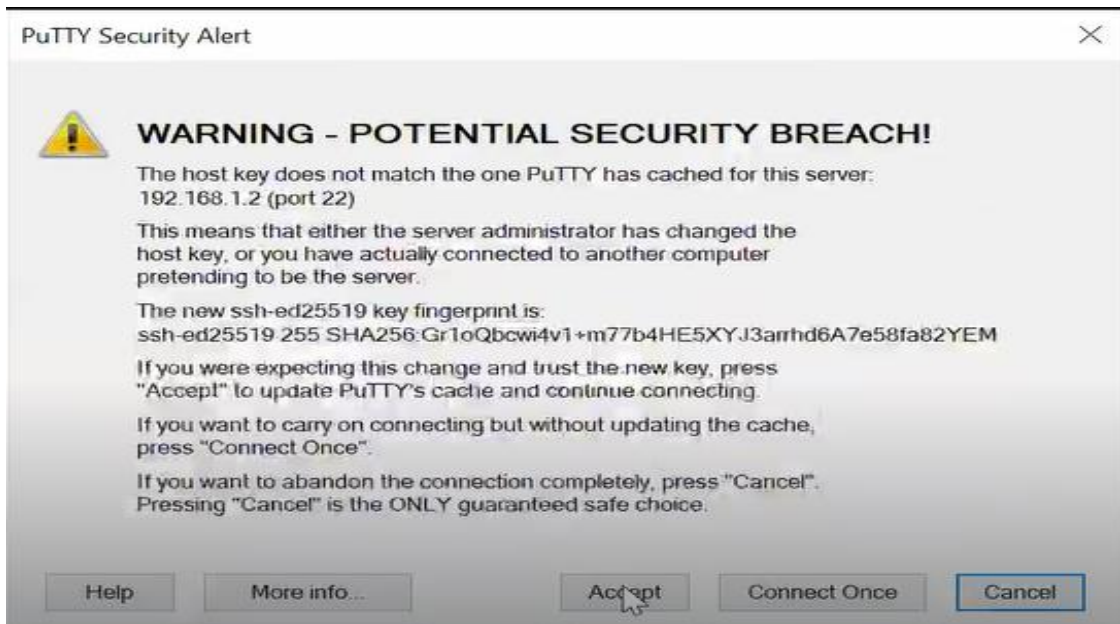 PuTTY Security Alert
WARNING - POTENTIAL SECURITY BREACH!
The host key does not match the one PuTTY has cached for this server:
192.168.1.2 (port 22)
This means that either the server administrator has changed the
host key, or you have actually connected to another computer
pretending to be the server.
The new ssh-ed25519 key fingerprint is:
ssh-ed25519 255 SHA256:Gr1oQbcwi4v1+m77b4HE5XYJ3arrhd6A7e58fa82YEM
If you were expecting this change and trust the new key, press
"Accept" to update PuTTY's cache and continue connecting.
If you want to carry on connecting but without updating the cache,
press "Connect Once".
If you want to abandon the connection completely, press "Cancel".
Pressing "Cancel" is the ONLY guaranteed safe choice.
Help More info... Accept Connect Once Cancel